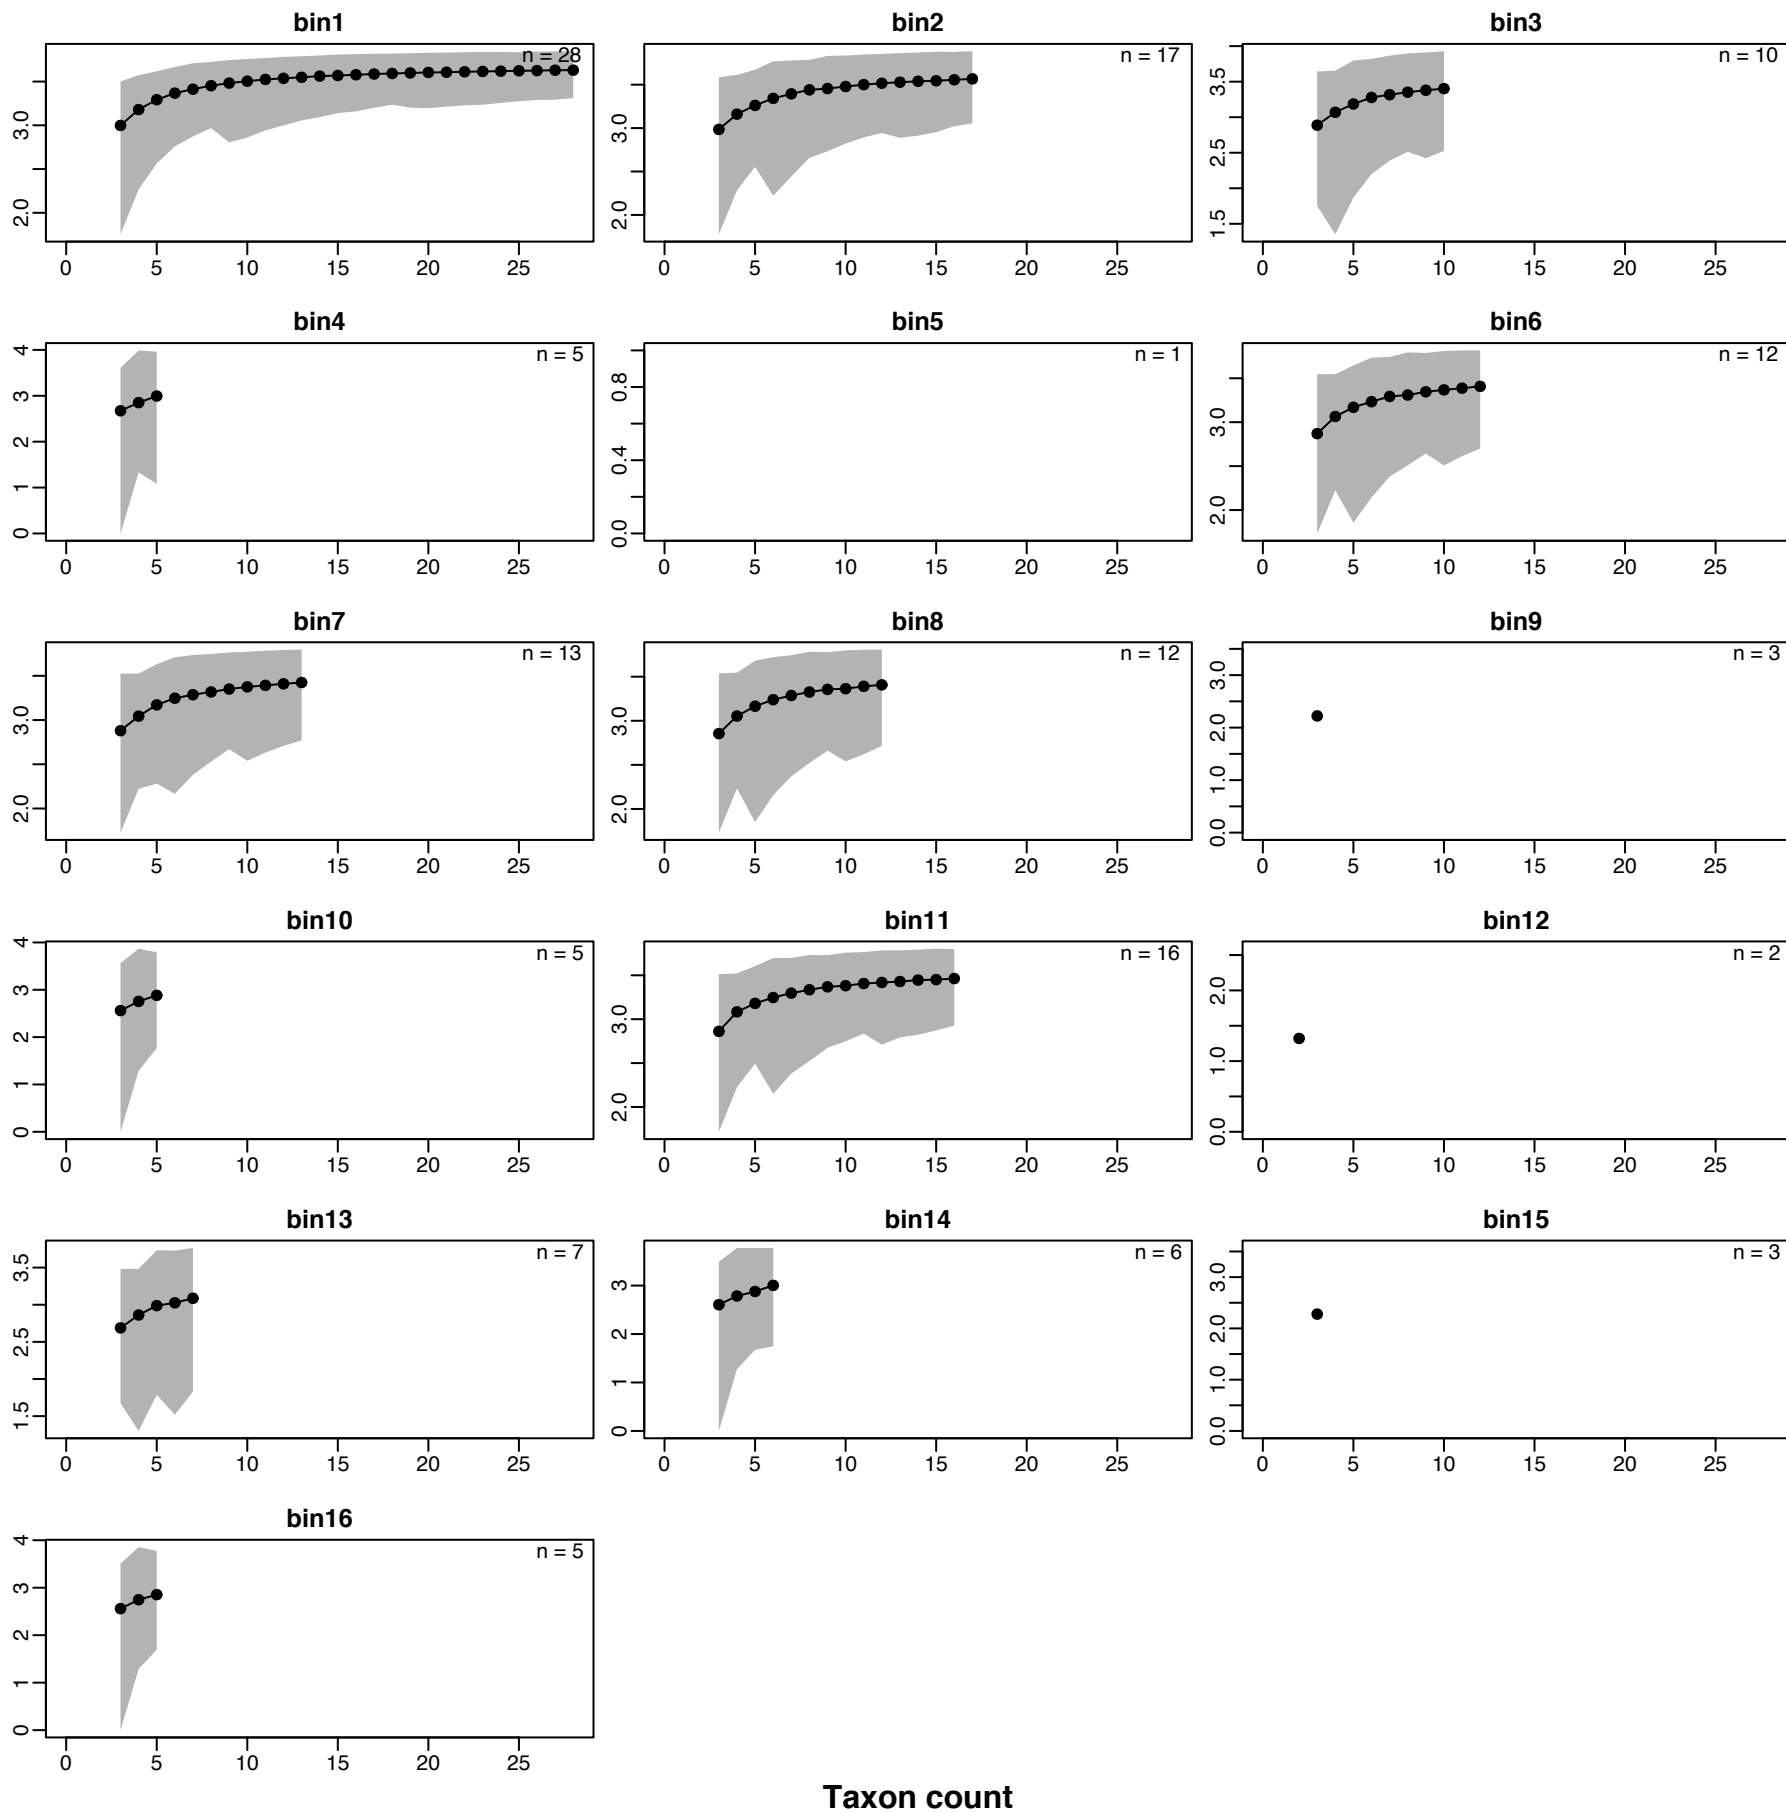 bin1 bin2 bin3
n = 28 n = 17 n = 10
2.0 3.0 2.0 3.0 1.5 2.5 3.5
0 5 10 15 20 25 0 5 10 15 20 25 0 5 10 15 20 25
bin4 bin5 bin6
n = 5 n = 1 n = 12
0 1 2 3 4 0.0 0.4 0.8 2.0 3.0
0 5 10 15 20 25 0 5 10 15 20 25 0 5 10 15 20 25
bin7 bin8 bin9
n = 13 n = 12 n = 3
2.0 3.0 2.0 3.0 0.0 1.0 2.0 3.0
0 5 10 15 20 25 0 5 10 15 20 25 0 5 10 15 20 25
bin10 bin11 bin12
n = 5 n = 16 n = 2
0 1 2 3 4 2.0 3.0 0.0 1.0 2.0
0 5 10 15 20 25 0 5 10 15 20 25 0 5 10 15 20 25
bin13 bin14 bin15
n = 7 n = 6 n = 3
1.5 2.5 3.5 0 1 2 3 0.0 1.0 2.0 3.0
0 5 10 15 20 25 0 5 10 15 20 25 0 5 10 15 20 25
bin16
n = 5
0 1 2 3 4
0 5 10 15 20 25
Taxon count